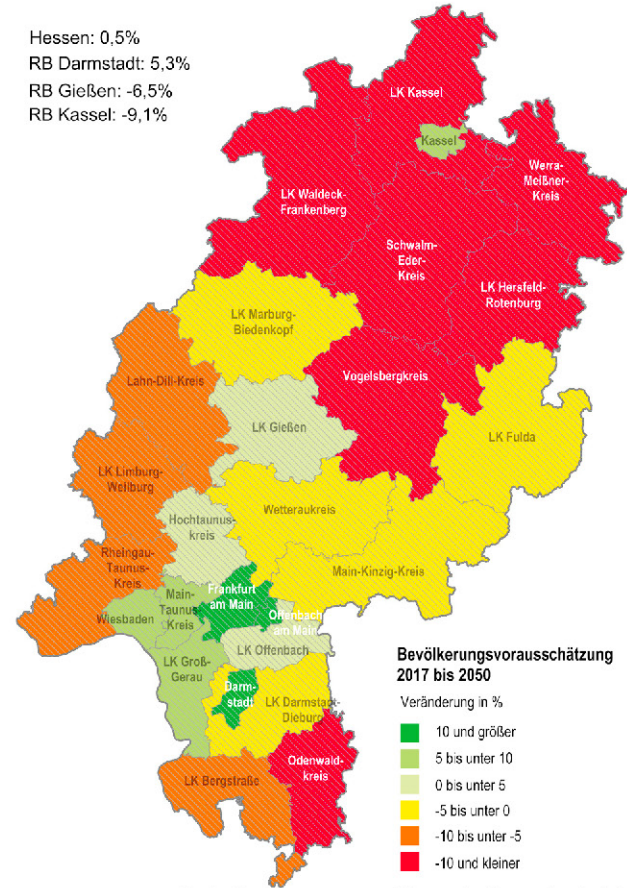 Hessen: 0,5%
RB Darmstadt: 5,3%
RB Gießen: -6,5%
RB Kassel: -9,1%
LK Kassel
Kassel
Werra-
Meißner-
Kreis
LK Waldeck-
Frankenberg
Schwalm-
Eder-
Kreis
LK Hersfeld-
Rotenburg
LK Marburg-
Biedenkopf
Lahn-Dill-Kreis
Vogelsbergkreis
LK Gießen
LK Fulda
LK Limburg-
Weilburg
Wetteraukreis
Hochtaunus-
kreis
Rheingau-
Taunus-
Kreis
Main-Kinzig-Kreis
Frankfurt
am Main
Main-
Taunus-
Kreis
Offenbach
am Main
Wiesbaden
LK Offenbach
LK Groß-
Gerau
Darm-
stadt
LK Darmstadt-
Dieburg
Odenwald-
kreis
LK Bergstraße
Bevölkerungsvorausschätzung
2017 bis 2050
Veränderung in %
10 und größer
5 bis unter 10
0 bis unter 5
-5 bis unter 0
-10 bis unter -5
-10 und kleiner